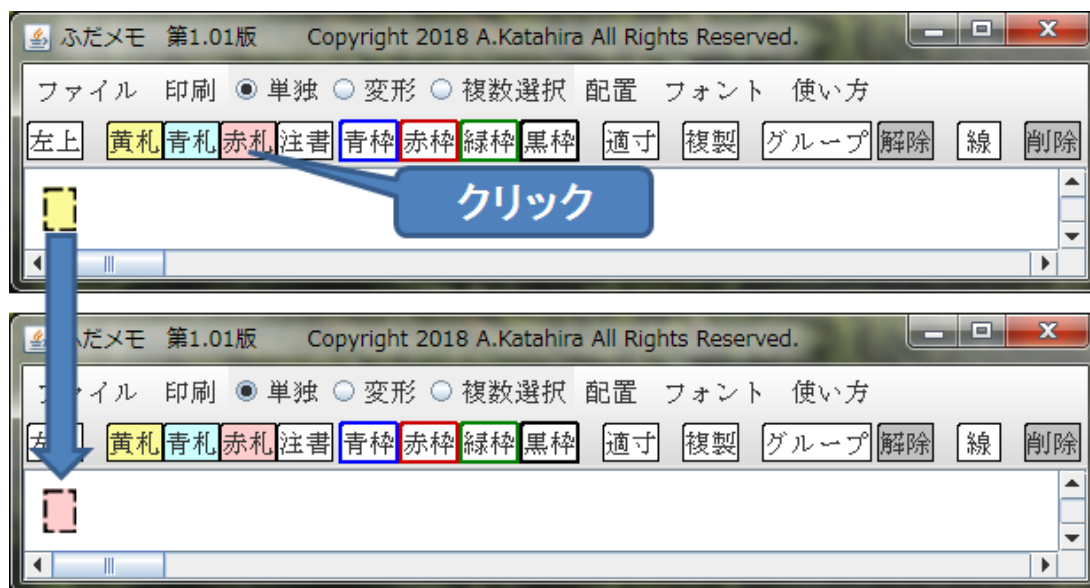 ふだメモ 第1.01版 Copyright 2018 A.Katahira All Rights Reserved.
ファイル 印刷 単独 変形 複数選択 配置 フォント 使い方
左上 黄札 青札 赤札 注書 青枠 赤枠 緑枠 黒枠 適寸 複製 グループ 解除 線 削除
クリック
ふだメモ 第1.01版 Copyright 2018 A.Katahira All Rights Reserved.
ファイル 印刷 単独 変形 複数選択 配置 フォント 使い方
左上 黄札 青札 赤札 注書 青枠 赤枠 緑枠 黒枠 適寸 複製 グループ 解除 線 削除